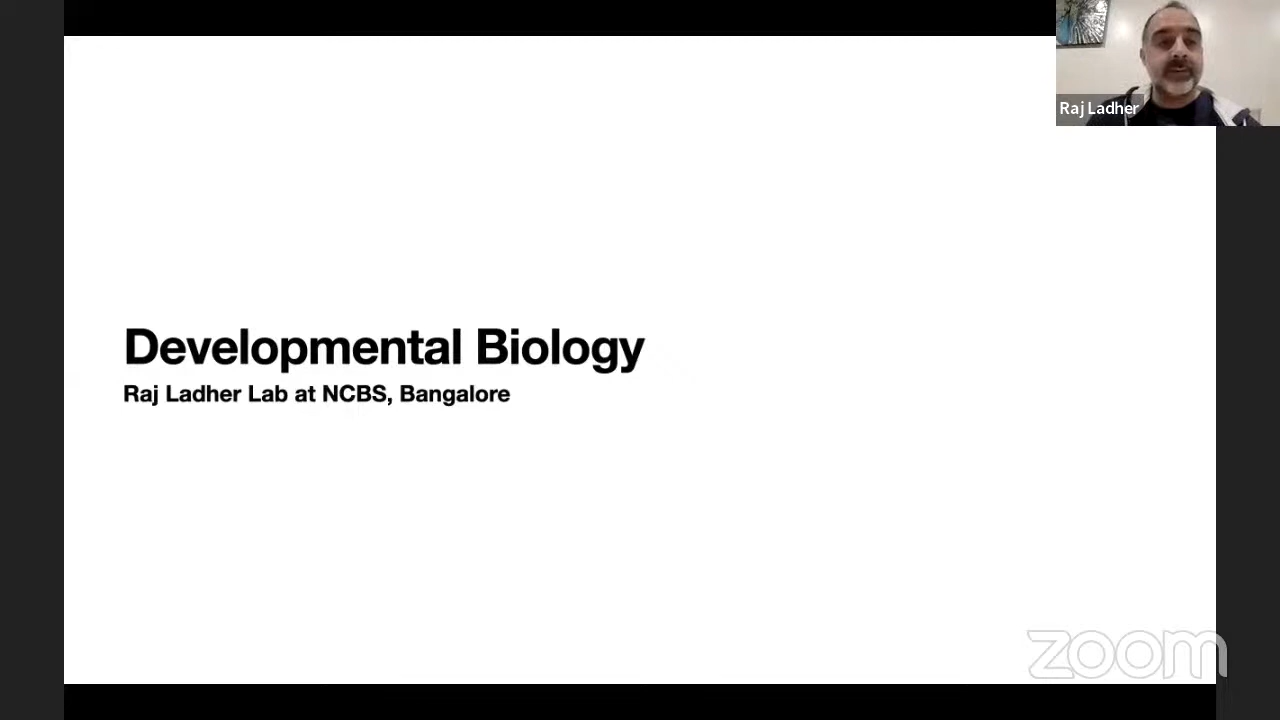 Raj Ladher
Developmental Biology
Raj Ladher Lab at NCBS, Bangalore
zoom